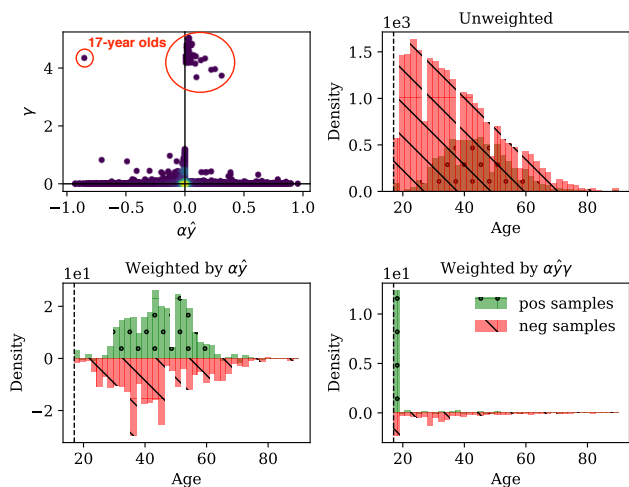 17-year olds
4
2
0
γ
−1.0 −0.5 0.0 0.5 1.0
αŷ
Unweighted
1e3
1.5
1.0
0.5
0.0
Density
20 40 60 80
Age
Weighted by αŷ
1e1
2
0
−2
Density
20 40 60 80
Age
Weighted by αŷγ
1e1
pos samples
neg samples
1.0
0.5
0.0
Density
20 40 60 80
Age